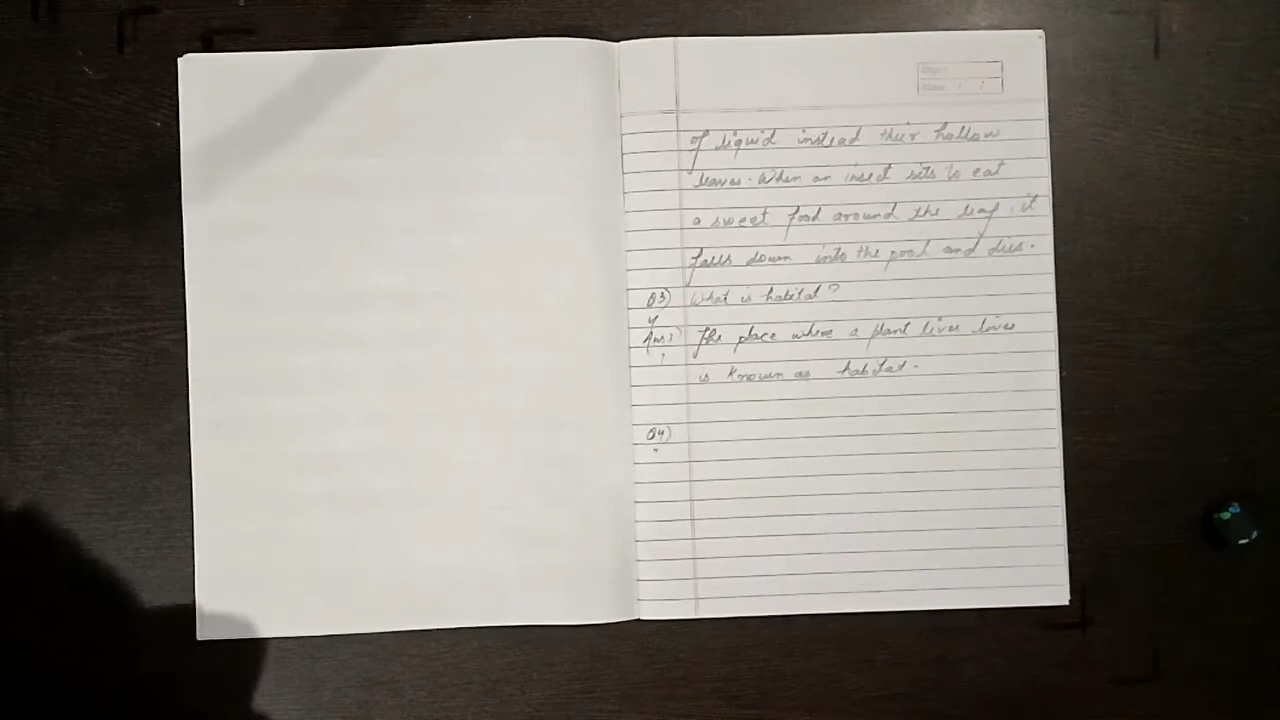 of liquid instead their hollow
leaves. When an insect sits to eat
a sweet food around the leaf, it
falls down into the pool and dies.
Q3) What is habitat?
Ans:) The place where a plant lives lives
is Known as habitat.
Q4)